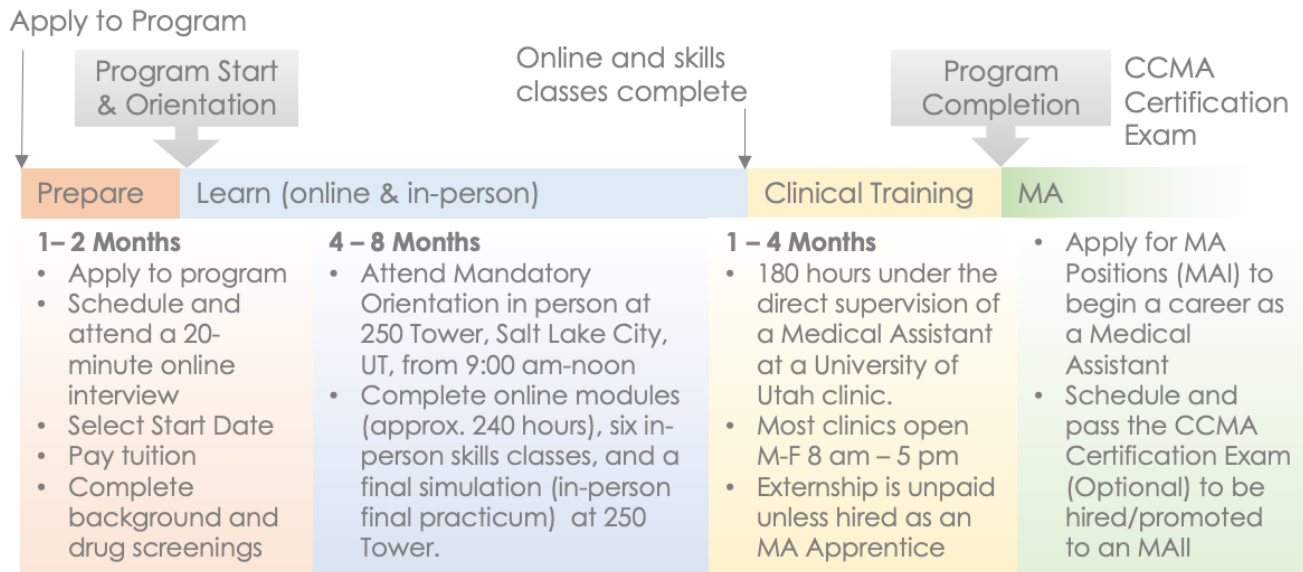 Apply to Program
Program Start
& Orientation
Online and skills
classes complete
Program
Completion
CCMA
Certification
Exam
Prepare
Learn (online & in-person)
Clinical Training
MA
1– 2 Months
• Apply to program
• Schedule and
attend a 20-
minute online
interview
• Select Start Date
• Pay tuition
• Complete
background and
drug screenings
4 – 8 Months
• Attend Mandatory
Orientation in person at
250 Tower, Salt Lake City,
UT, from 9:00 am-noon
• Complete online modules
(approx. 240 hours), six in-
person skills classes, and a
final simulation (in-person
final practicum) at 250
Tower.
1 – 4 Months
• 180 hours under the
direct supervision of
a Medical Assistant
at a University of
Utah clinic.
• Most clinics open
M-F 8 am – 5 pm
• Externship is unpaid
unless hired as an
MA Apprentice
• Apply for MA
Positions (MAI) to
begin a career as
a Medical
Assistant
• Schedule and
pass the CCMA
Certification Exam
(Optional) to be
hired/promoted
to an MAII